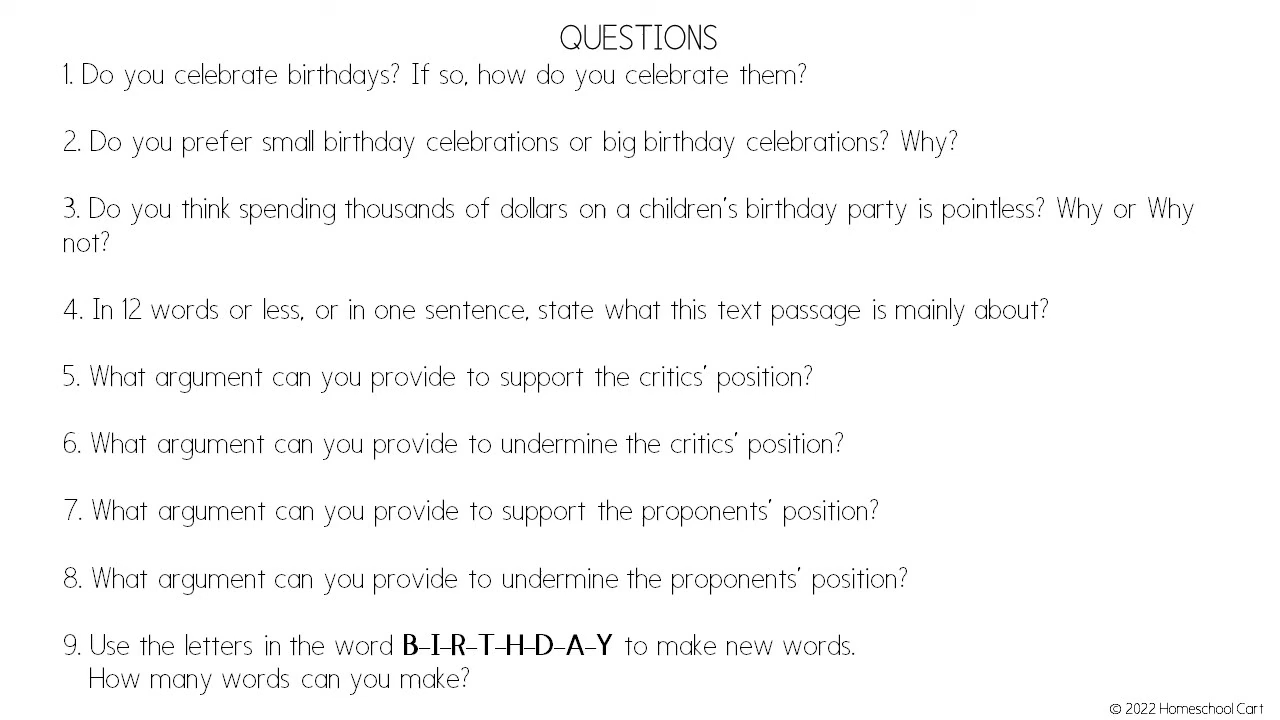 QUESTIONS
1. Do you celebrate birthdays? If so, how do you celebrate them?
2. Do you prefer small birthday celebrations or big birthday celebrations? Why?
3. Do you think spending thousands of dollars on a children's birthday party is pointless? Why or Why
not?
4. In 12 words or less, or in one sentence, state what this text passage is mainly about?
5. What argument can you provide to support the critics' position?
6. What argument can you provide to undermine the critics' position?
7. What argument can you provide to support the proponents' position?
8. What argument can you provide to undermine the proponents' position?
9. Use the letters in the word B-I-R-T-H-D-A-Y to make new words.
How many words can you make?
© 2022 Homeschool Cart